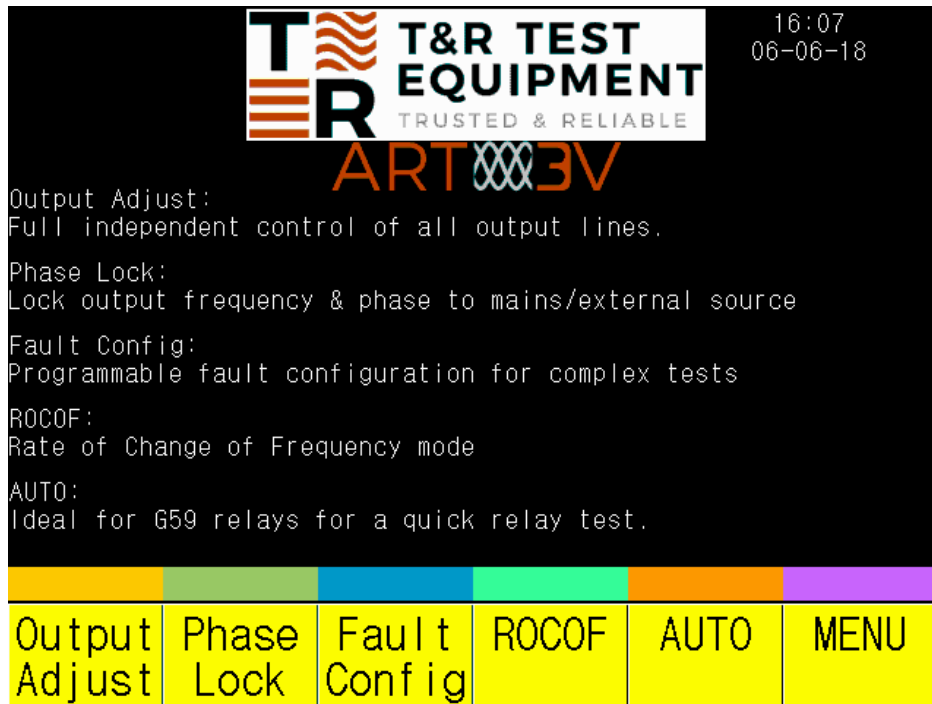 T&R TEST
EQUIPMENT
TRUSTED & RELIABLE
TR
16:07
06-06-18
ART 3V
Output Adjust:
Full independent control of all output lines.
Phase Lock:
Lock output frequency & phase to mains/external source
Fault Config:
Programmable fault configuration for complex tests
ROCOF:
Rate of Change of Frequency mode
AUTO:
Ideal for G59 relays for a quick relay test.
Output Adjust
Phase Lock
Fault Config
ROCOF
AUTO
MENU